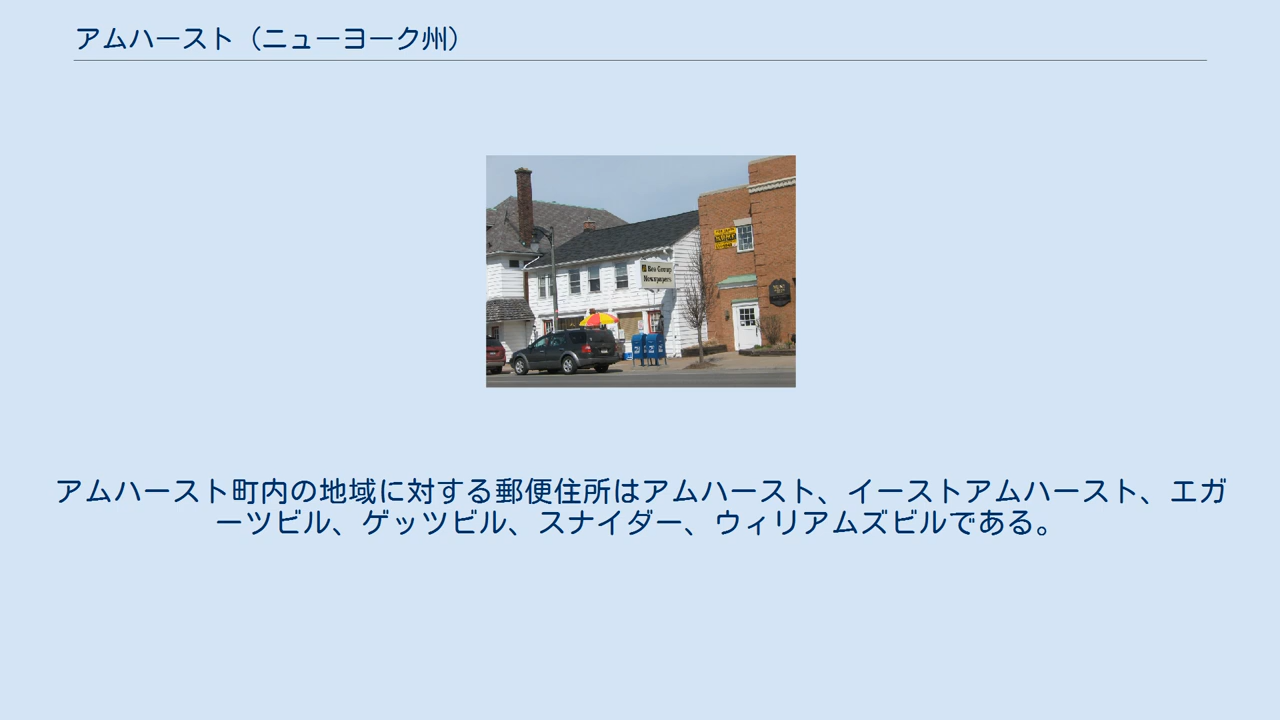 アムハースト（ニューヨーク州）
Bee Group
Newspapers
アムハースト町内の地域に対する郵便住所はアムハースト、イーストアムハースト、エガ
ーツビル、ゲッツビル、スナイダー、ウィリアムズビルである。